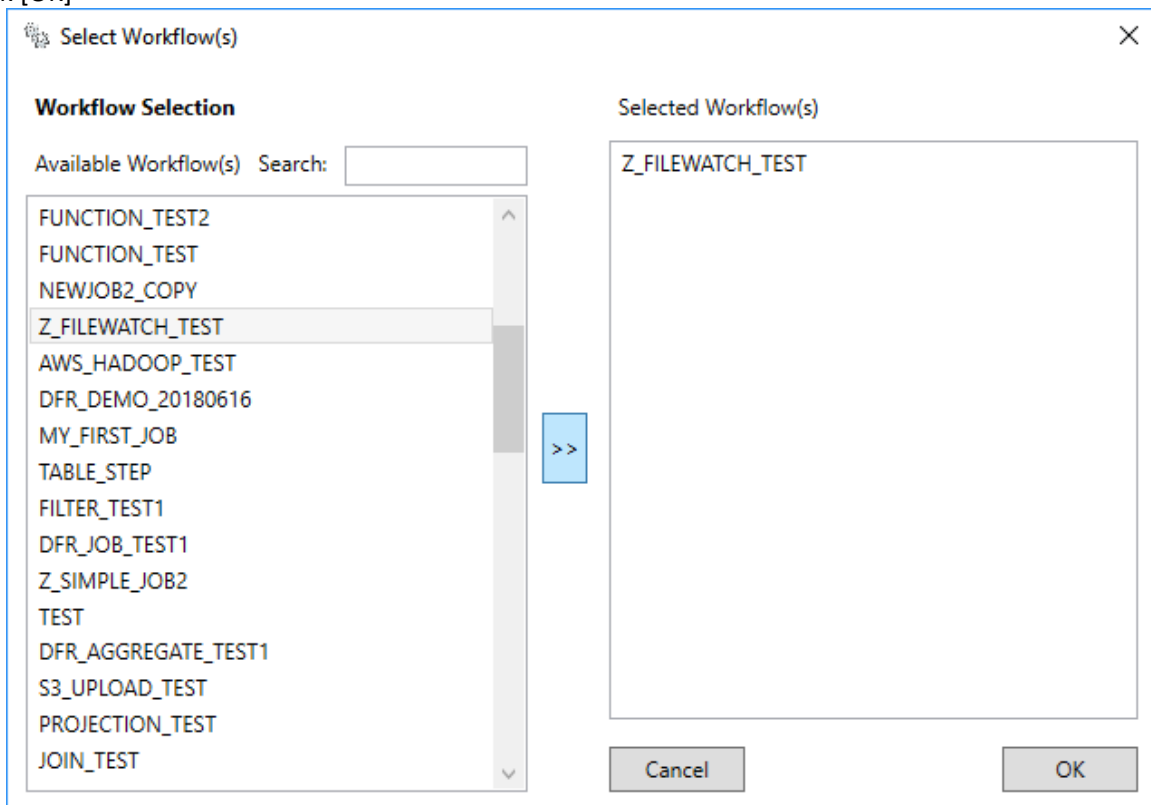 [OK]
Select Workflow(s)
Workflow Selection
Available Workflow(s) Search:
FUNCTION_TEST2
FUNCTION_TEST
NEWJOB2_COPY
Z_FILEWATCH_TEST
AWS_HADOOP_TEST
DFR_DEMO_20180616
MY_FIRST_JOB
TABLE_STEP
FILTER_TEST1
DFR_JOB_TEST1
Z_SIMPLE_JOB2
TEST
DFR_AGGREGATE_TEST1
S3_UPLOAD_TEST
PROJECTION_TEST
JOIN_TEST
>>
Selected Workflow(s)
Z_FILEWATCH_TEST
Cancel
OK